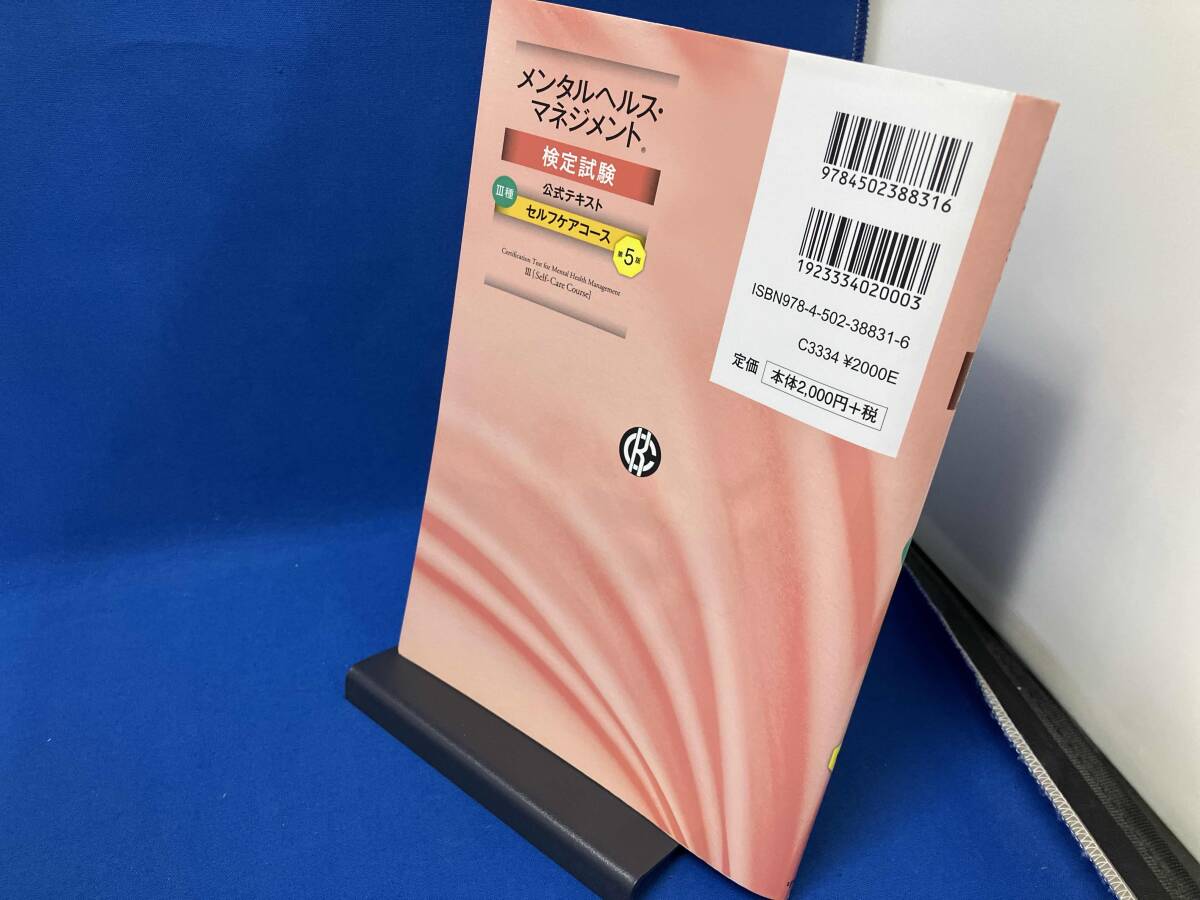 メンタルヘルス・
マネジメント®
検定試験
Ⅲ種
公式テキスト
セルフケアコース
第5版
Certification Test for Mental Health Management
Ⅲ [Self-Care Course]
9784502388316
1923334020003
ISBN978-4-502-38831-6
C3334 ¥2000E
定価 本体2,000円+税